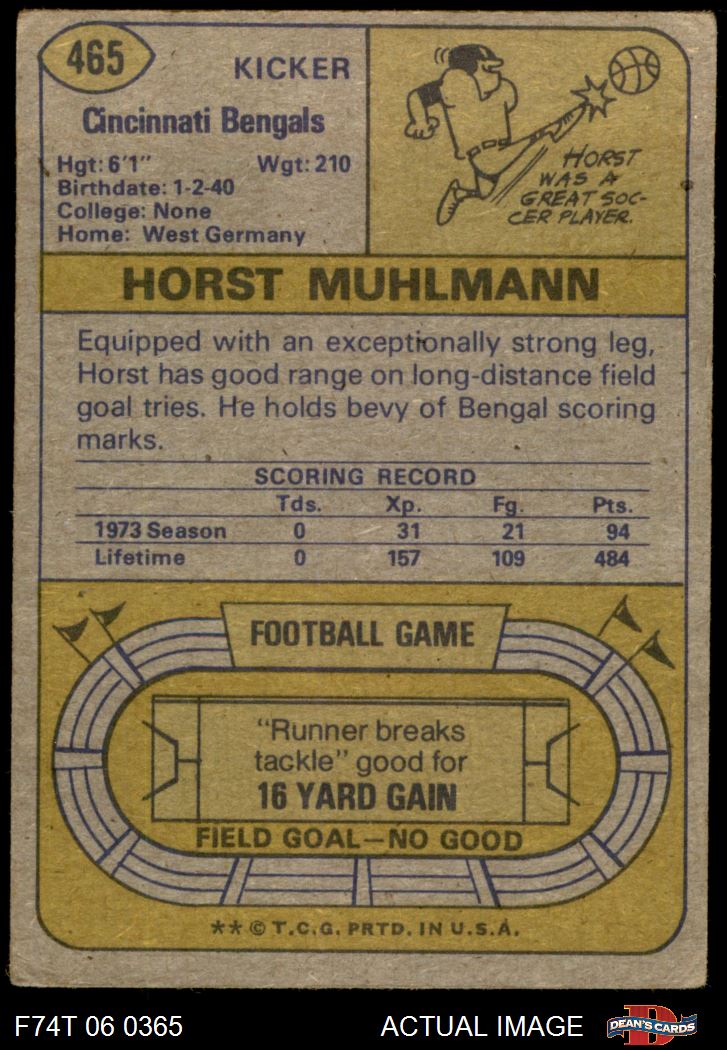 465
KICKER
Cincinnati Bengals
Hgt: 6'1" Wgt: 210
Birthdate: 1-2-40
College: None
Home: West Germany
HORST
WAS A
GREAT SOC-
CER PLAYER.
HORST MUHLMANN
Equipped with an exceptionally strong leg,
Horst has good range on long-distance field
goal tries. He holds bevy of Bengal scoring
marks.
SCORING RECORD
Tds. Xp. Fg. Pts.
1973 Season 0 31 21 94
Lifetime 0 157 109 484
FOOTBALL GAME
"Runner breaks
tackle" good for
16 YARD GAIN
FIELD GOAL—NO GOOD
** © T.C.G. PRTD. IN U.S.A.
F74T 06 0365 ACTUAL IMAGE
D
DEAN'S CARDS